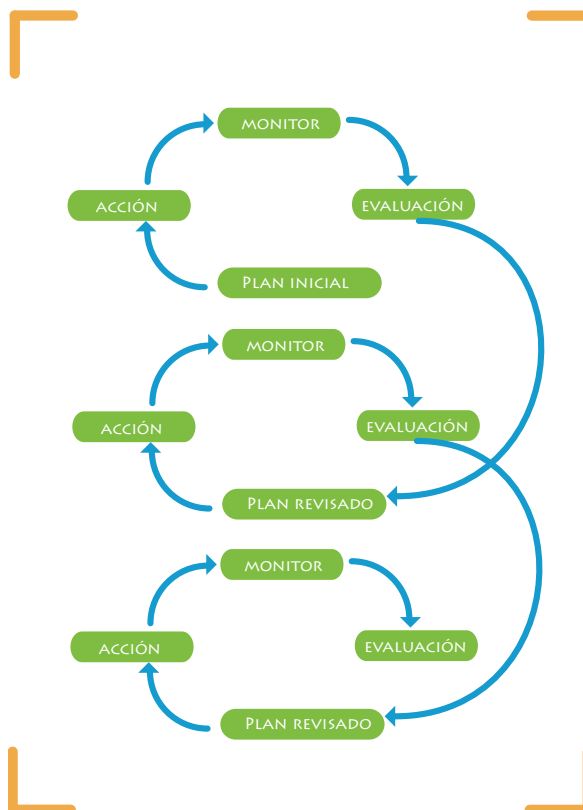 MONITOR
ACCIÓN
EVALUACIÓN
PLAN INICIAL
MONITOR
ACCIÓN
EVALUACIÓN
PLAN REVISADO
MONITOR
ACCIÓN
EVALUACIÓN
PLAN REVISADO